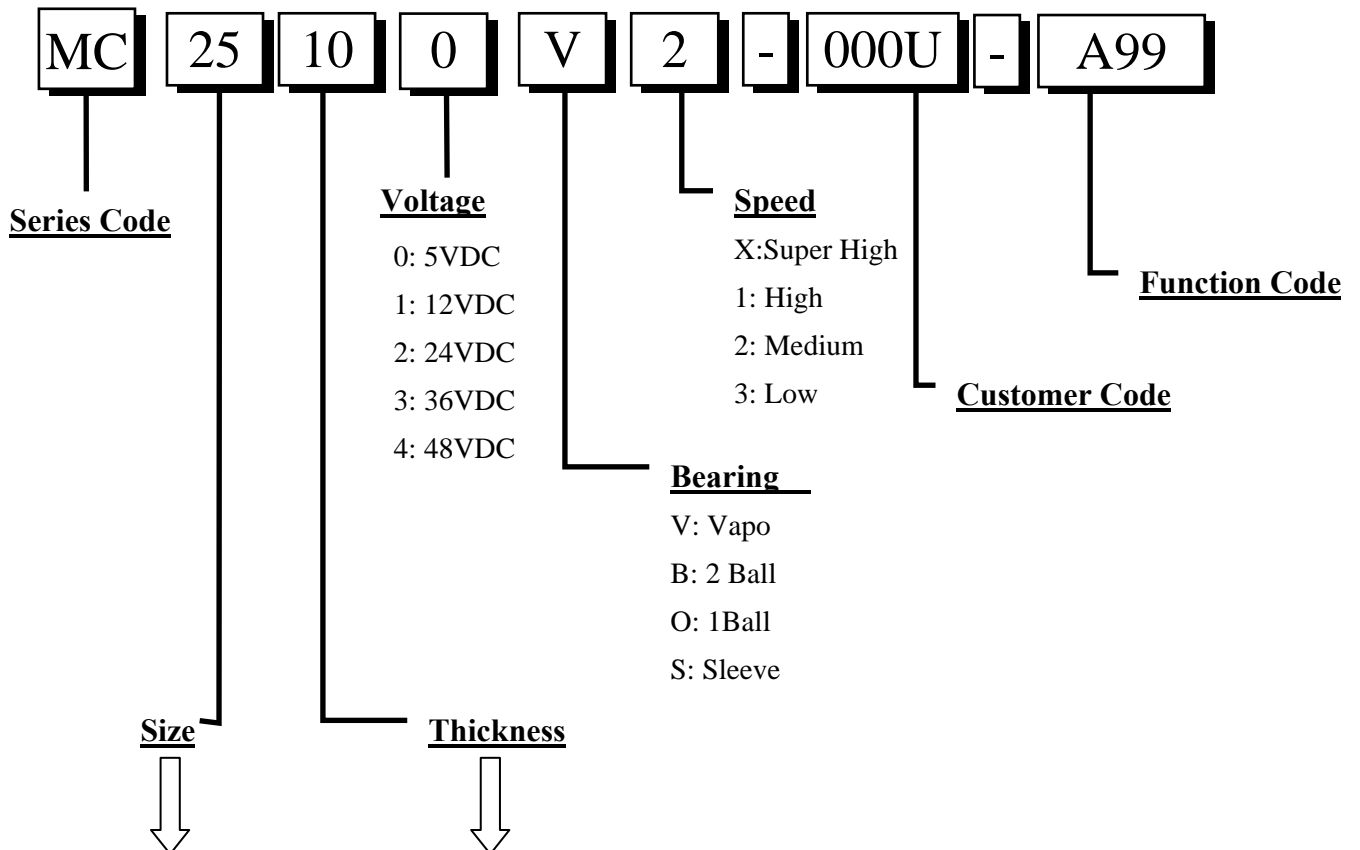 MC 25 10 0 V 2 - 000U - A99
Series Code
Voltage
0: 5VDC
1: 12VDC
2: 24VDC
3: 36VDC
4: 48VDC
Speed
X:Super High
1: High
2: Medium
3: Low
Function Code
Customer Code
Bearing
V: Vapo
B: 2 Ball
O: 1Ball
S: Sleeve
Size
Thickness